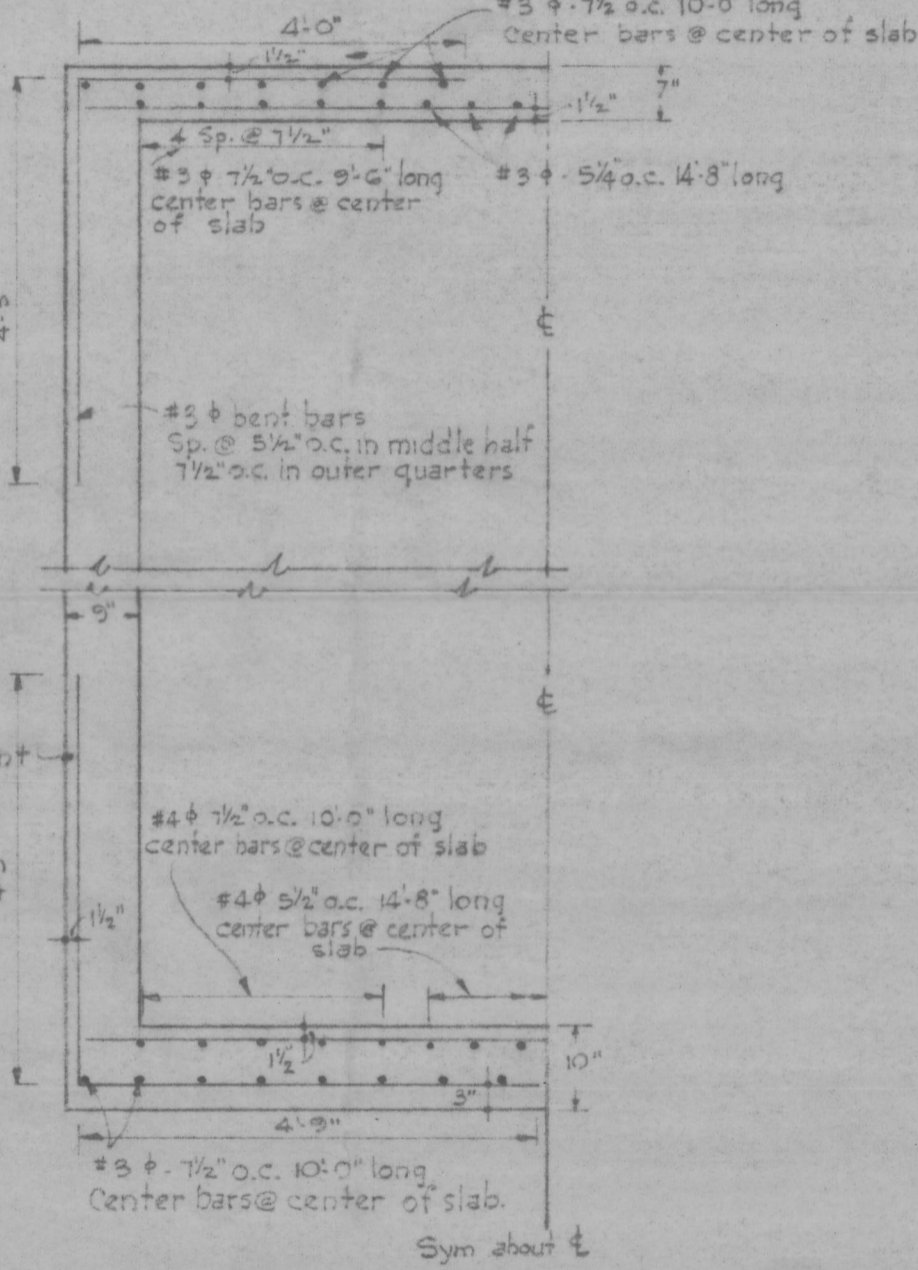 #3 φ - 7½ o.c. 10'-0" long
Center bars @ center of slab
4'-0"
1½"
7"
1½"
4 Sp. @ 7½"
#3 φ 7½" o.c. 9'-6" long
center bars @ center
of slab
#3 φ - 5¼" o.c. 14'-8" long
℄
#3 φ bent bars
Sp. @ 5½" o.c. in middle half
7½" o.c. in outer quarters
9"
℄
#4 φ 7½" o.c. 10'-0" long
center bars @ center of slab
#4 φ 5½" o.c. 14'-8" long
center bars @ center of
slab
1½"
1½"
10"
3"
4'-9"
#3 φ - 7½" o.c. 10'-0" long
Center bars @ center of slab.
Sym about ℄